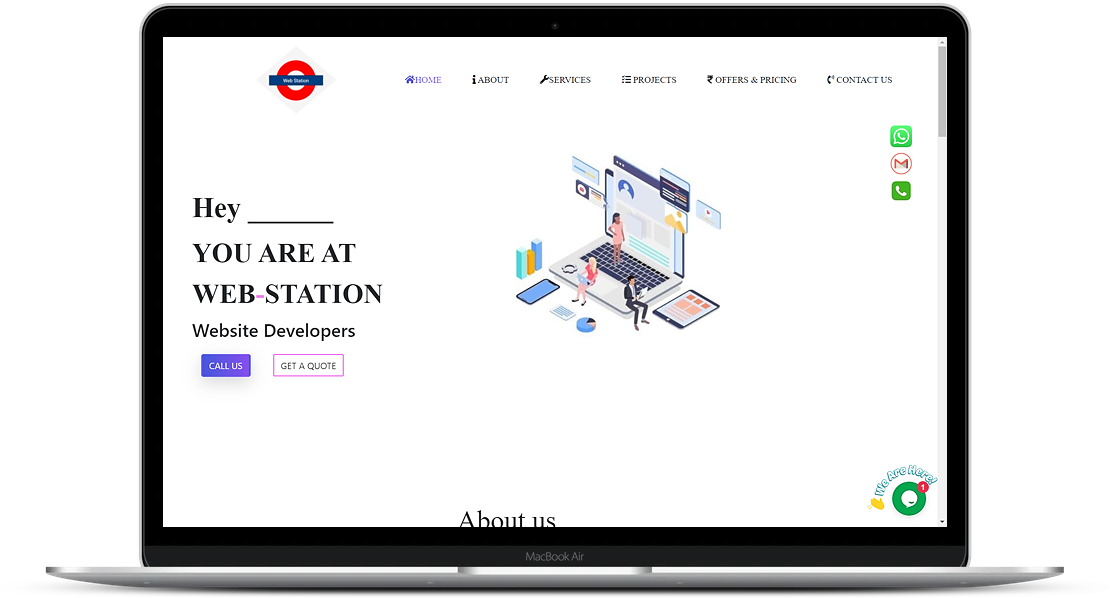 Web Station
HOME ABOUT SERVICES PROJECTS OFFERS & PRICING CONTACT US
Hey ______
YOU ARE AT
WEB-STATION
Website Developers
CALL US GET A QUOTE
We Are Here!
1
About us
MacBook Air